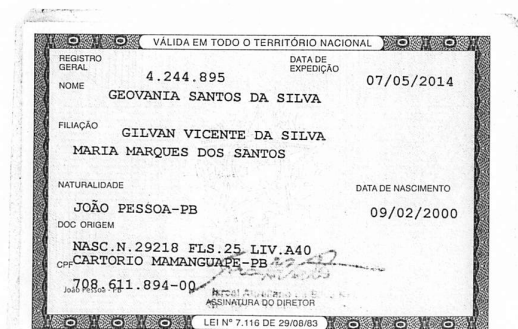 VÁLIDA EM TODO O TERRITÓRIO NACIONAL
REGISTRO GERAL 4.244.895 DATA DE EXPEDIÇÃO 07/05/2014
NOME GEOVANIA SANTOS DA SILVA
FILIAÇÃO GILVAN VICENTE DA SILVA
MARIA MARQUES DOS SANTOS
NATURALIDADE DATA DE NASCIMENTO
JOÃO PESSOA-PB 09/02/2000
DOC ORIGEM
NASC.N.29218 FLS.25 LIV.A40
CARTORIO MAMANGUAPE-PB
CPF 708.611.894-00
João Pessoa - PB
ASSINATURA DO DIRETOR
LEI Nº 7.116 DE 29/08/83